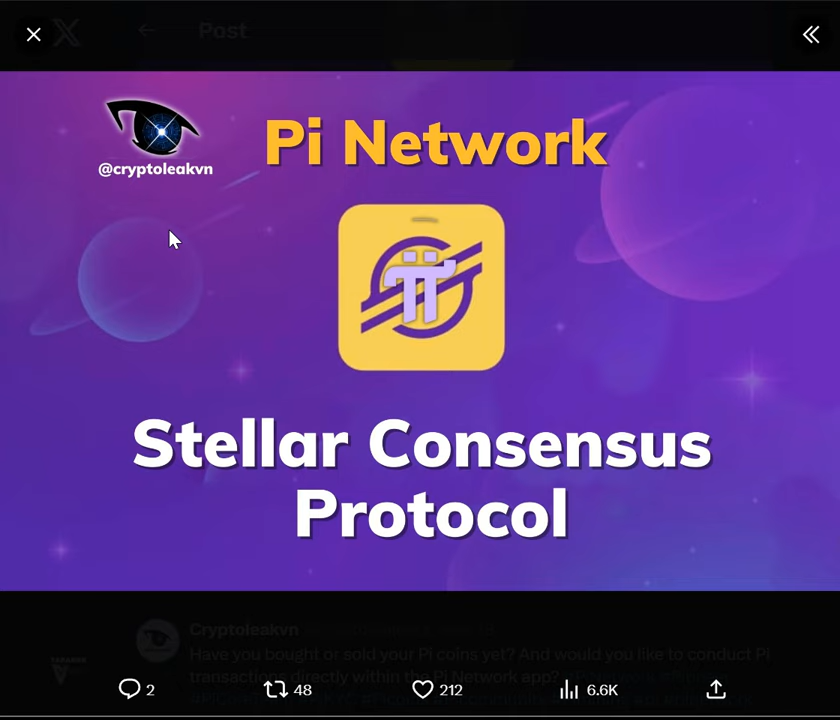 Post
@cryptoleakvn
Pi Network
Stellar Consensus
Protocol
Cryptoleakvn
Have you bought or sold your Pi coins yet? And would you like to conduct Pi
transactions directly within the Pi Network app?
2
48
212
6.6K